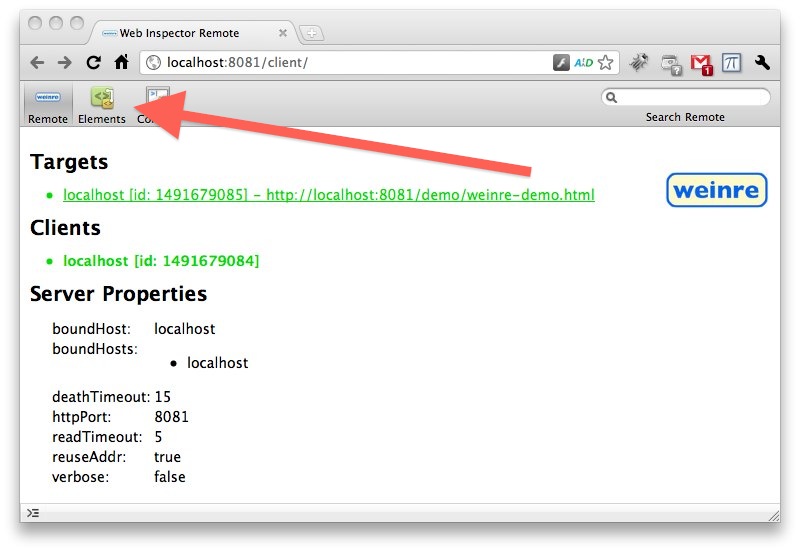 Web Inspector Remote
localhost:8081/client/
weinre
Remote Elements
Search Remote
Targets
• localhost [id: 1491679085] – http://localhost:8081/demo/weinre-demo.html
weinre
Clients
• localhost [id: 1491679084]
Server Properties
boundHost: localhost
boundHosts:
• localhost
deathTimeout: 15
httpPort: 8081
readTimeout: 5
reuseAddr: true
verbose: false